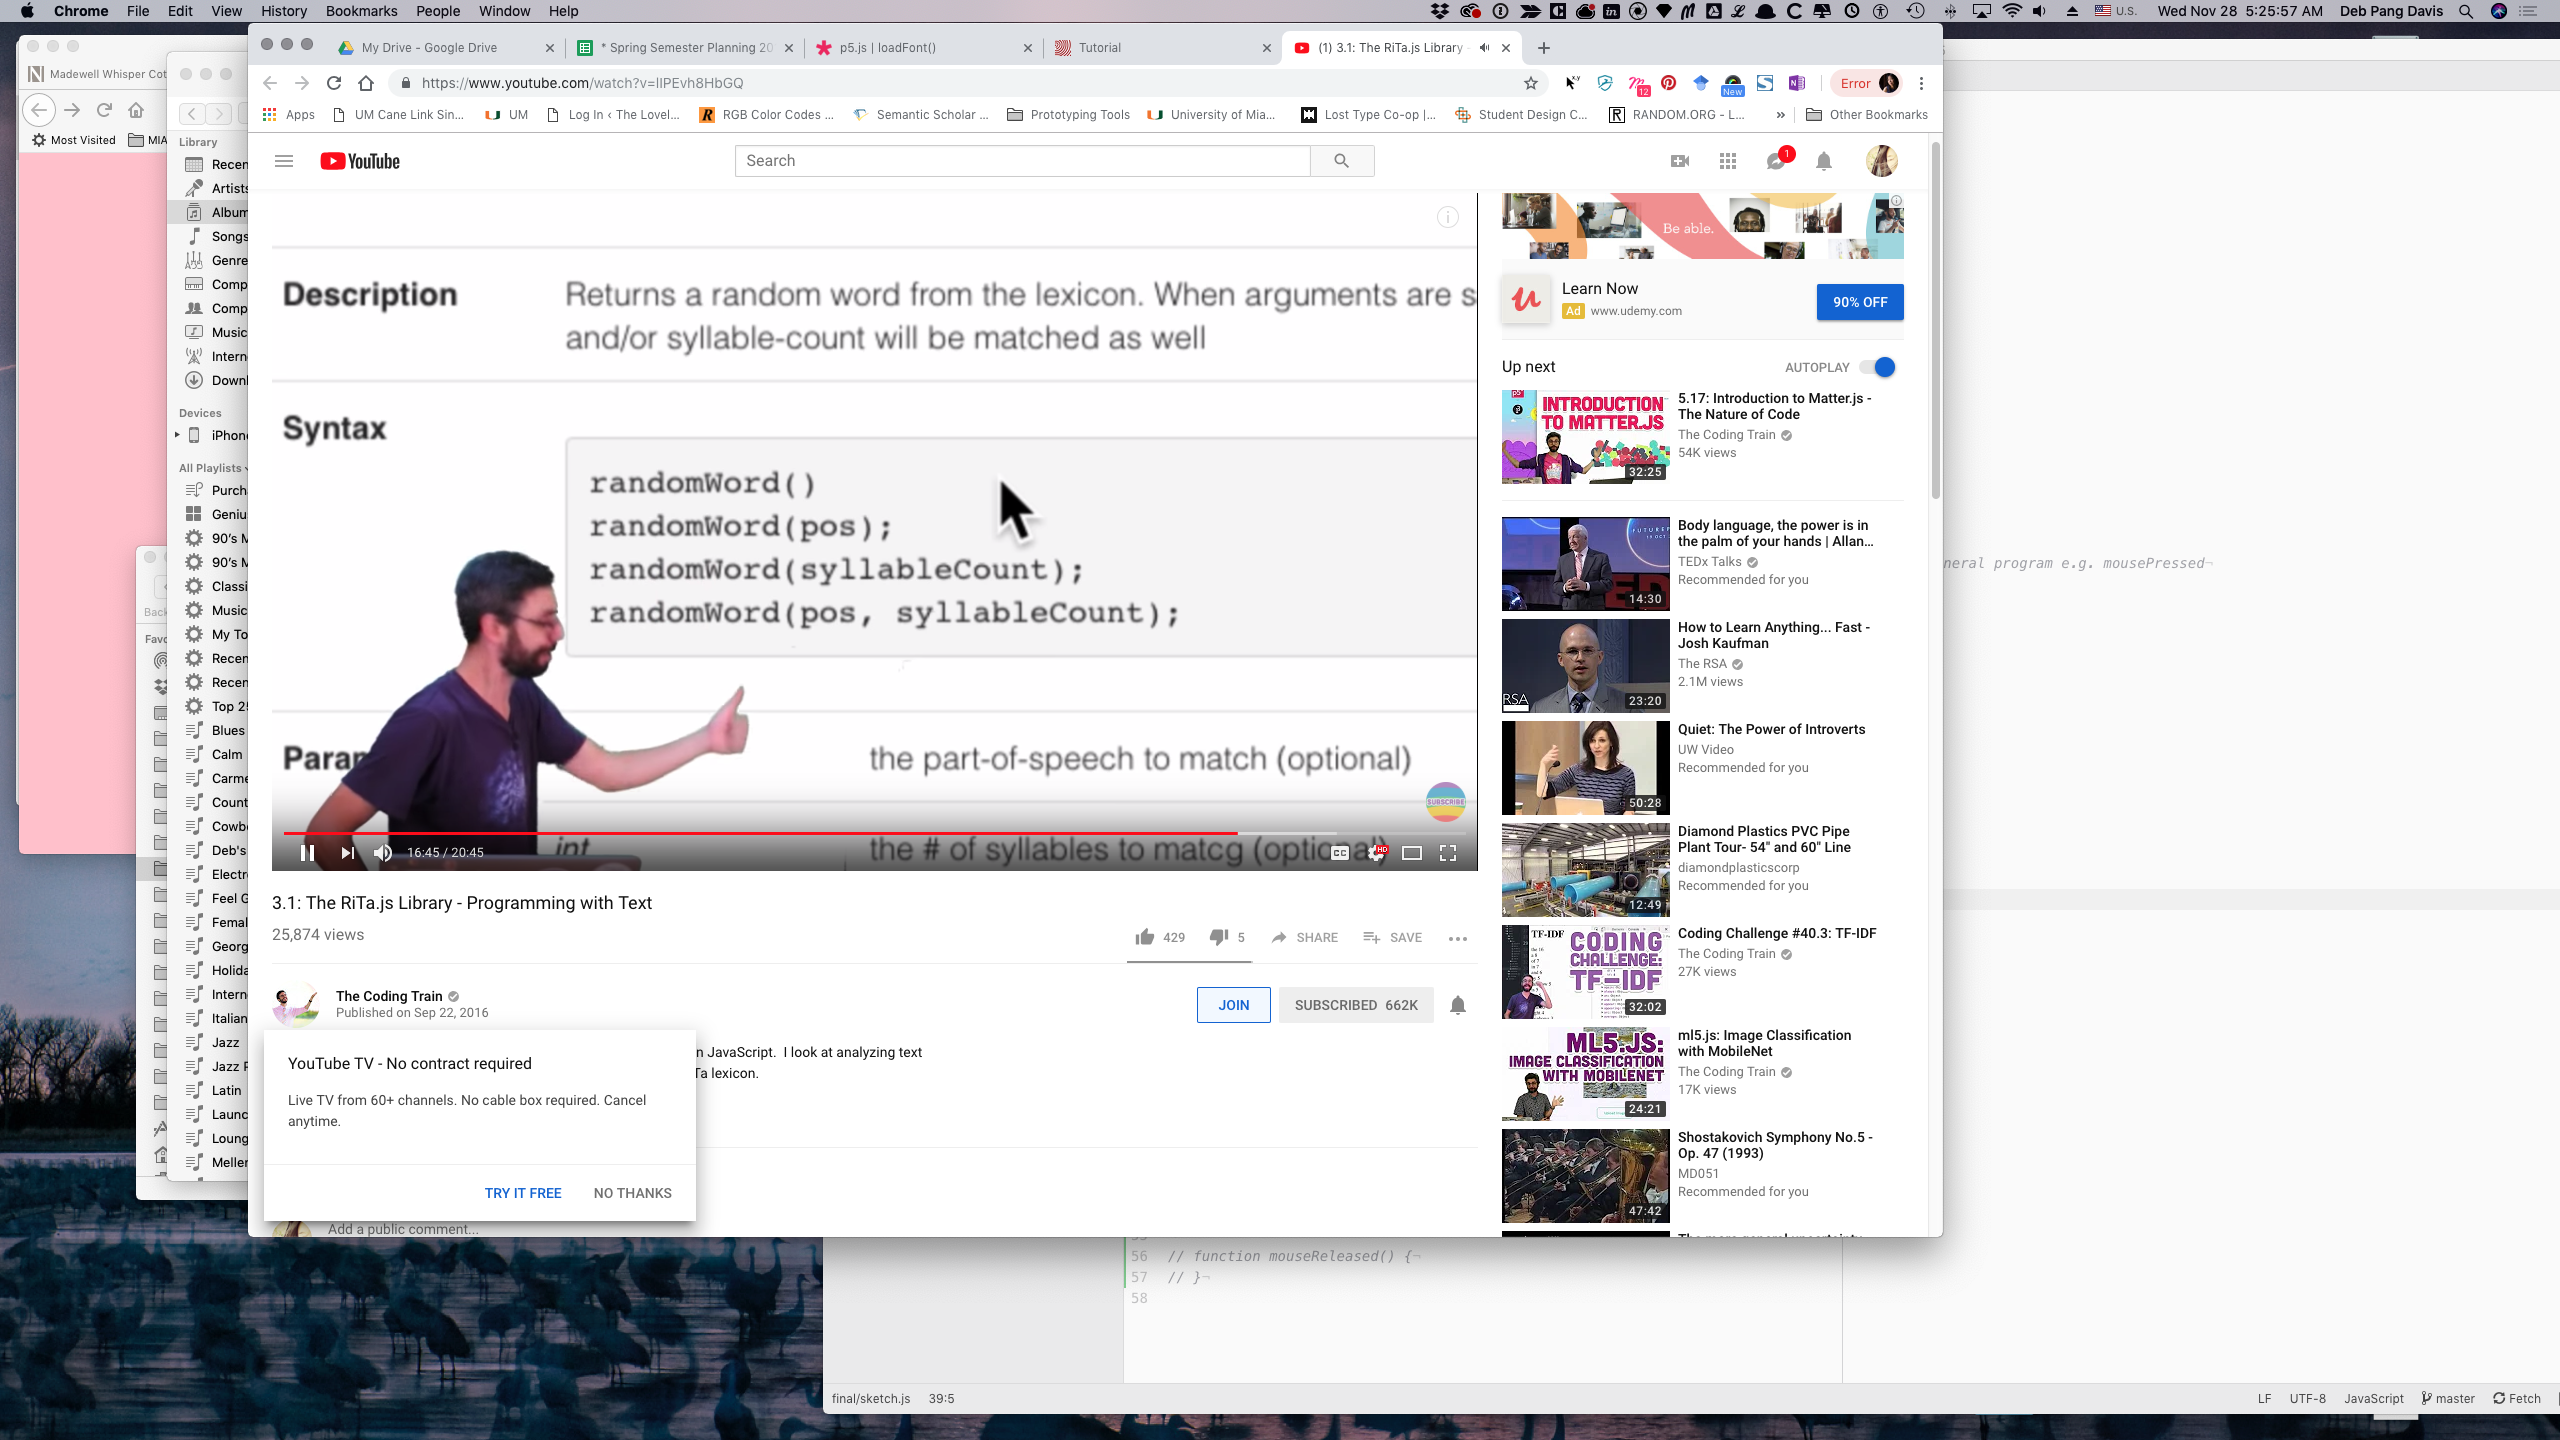 Chrome File Edit View History Bookmarks People Window Help
U.S. Wed Nov 28 5:25:57 AM Deb Pang Davis
Madewell Whisper Cot
Most Visited MIA
Library
Recen
Artists
Album
Songs
Genre
Comp
Comp
Music
Intern
Downl
Devices
iPhone
All Playlists
Purch
Genius
90's M
90's M
Classi
Music
My To
Recen
Recen
Top 25
Blues
Calm
Carme
Count
Cowbo
Deb's
Electr
Feel G
Femal
Georg
Holida
Intern
Italian
Jazz
Jazz P
Latin
Launc
Loung
Meller
Back
Favo
My Drive - Google Drive
* Spring Semester Planning 20
p5.js | loadFont()
Tutorial
(1) 3.1: The RiTa.js Library -
https://www.youtube.com/watch?v=lIPEvh8HbGQ
12 New Error
Apps UM Cane Link Sin... UM Log In ‹ The Lovel... RGB Color Codes ... Semantic Scholar ... Prototyping Tools University of Mia... Lost Type Co-op |... Student Design C... RANDOM.ORG - L... » Other Bookmarks
YouTube
Search
1
Description Returns a random word from the lexicon. When arguments are s
and/or syllable-count will be matched as well
Syntax
randomWord()
randomWord(pos);
randomWord(syllableCount);
randomWord(pos, syllableCount);
Param the part-of-speech to match (optional)
SUBSCRIBE
int the # of syllables to matcg (optional)
16:45 / 20:45
CC HD
3.1: The RiTa.js Library - Programming with Text
25,874 views
429 5 SHARE SAVE
The Coding Train
Published on Sep 22, 2016
JOIN SUBSCRIBED 662K
n JavaScript. I look at analyzing text
Ta lexicon.
YouTube TV - No contract required
Live TV from 60+ channels. No cable box required. Cancel
anytime.
TRY IT FREE NO THANKS
Add a public comment...
Be able.
Learn Now
Ad www.udemy.com
90% OFF
Up next AUTOPLAY
INTRODUCTION
TO MATTER.JS
32:25
5.17: Introduction to Matter.js -
The Nature of Code
The Coding Train
54K views
14:30
Body language, the power is in
the palm of your hands | Allan...
TEDx Talks
Recommended for you
RSA
23:20
How to Learn Anything... Fast -
Josh Kaufman
The RSA
2.1M views
50:28
Quiet: The Power of Introverts
UW Video
Recommended for you
12:49
Diamond Plastics PVC Pipe
Plant Tour- 54" and 60" Line
diamondplasticscorp
Recommended for you
TF-IDF
CODING
CHALLENGE:
TF-IDF
32:02
Coding Challenge #40.3: TF-IDF
The Coding Train
27K views
ML5.JS:
IMAGE CLASSIFICATION
WITH MOBILENET
24:21
ml5.js: Image Classification
with MobileNet
The Coding Train
17K views
47:42
Shostakovich Symphony No.5 -
Op. 47 (1993)
MD051
Recommended for you
neral program e.g. mousePressed¬
56 // function mouseReleased() {¬
57 // }¬
58
final/sketch.js 39:5
LF UTF-8 JavaScript master Fetch